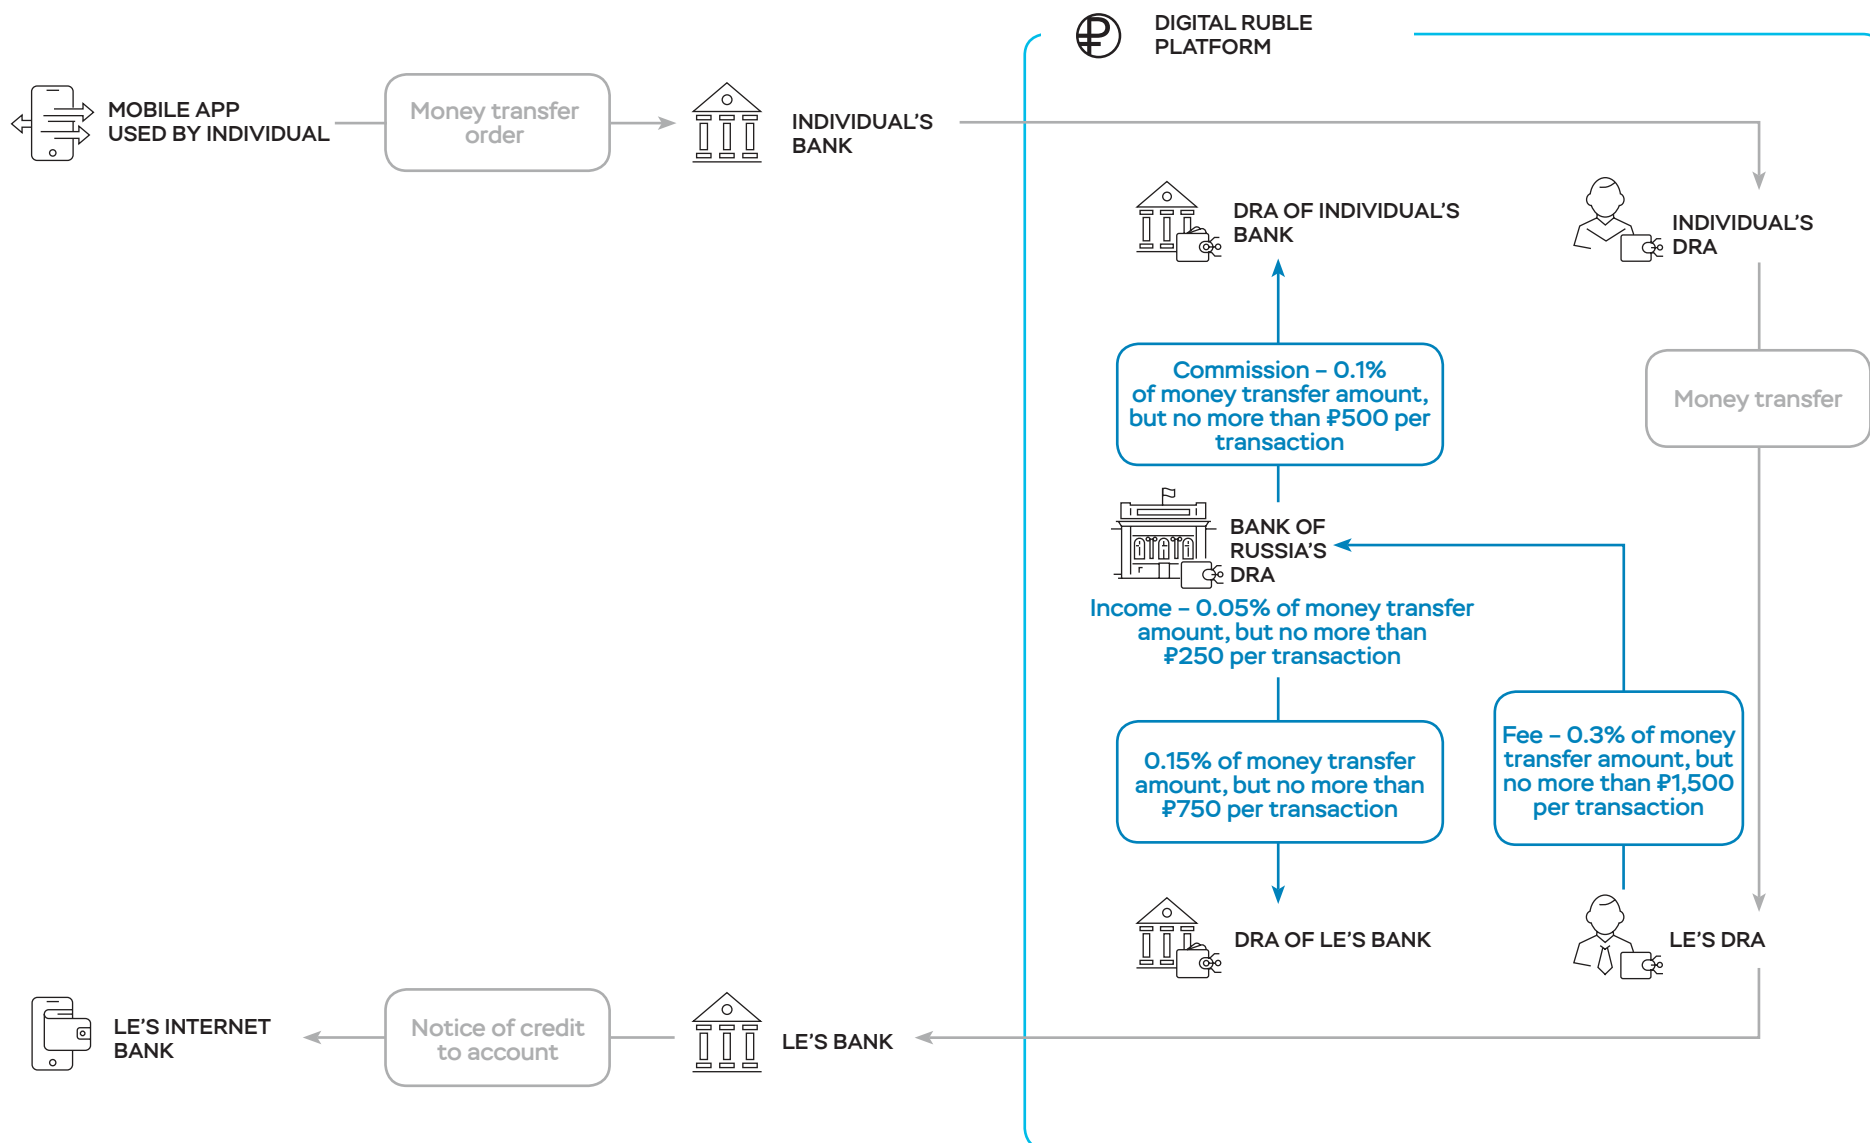 DIGITAL RUBLE
PLATFORM
MOBILE APP
USED BY INDIVIDUAL
Money transfer
order
INDIVIDUAL'S
BANK
DRA OF INDIVIDUAL'S
BANK
INDIVIDUAL'S
DRA
Commission – 0.1%
of money transfer amount,
but no more than ₽500 per
transaction
Money transfer
BANK OF
RUSSIA'S
DRA
Income – 0.05% of money transfer
amount, but no more than
₽250 per transaction
0.15% of money transfer
amount, but no more than
₽750 per transaction
Fee – 0.3% of money
transfer amount, but
no more than ₽1,500
per transaction
DRA OF LE'S BANK
LE'S DRA
LE'S INTERNET
BANK
Notice of credit
to account
LE'S BANK